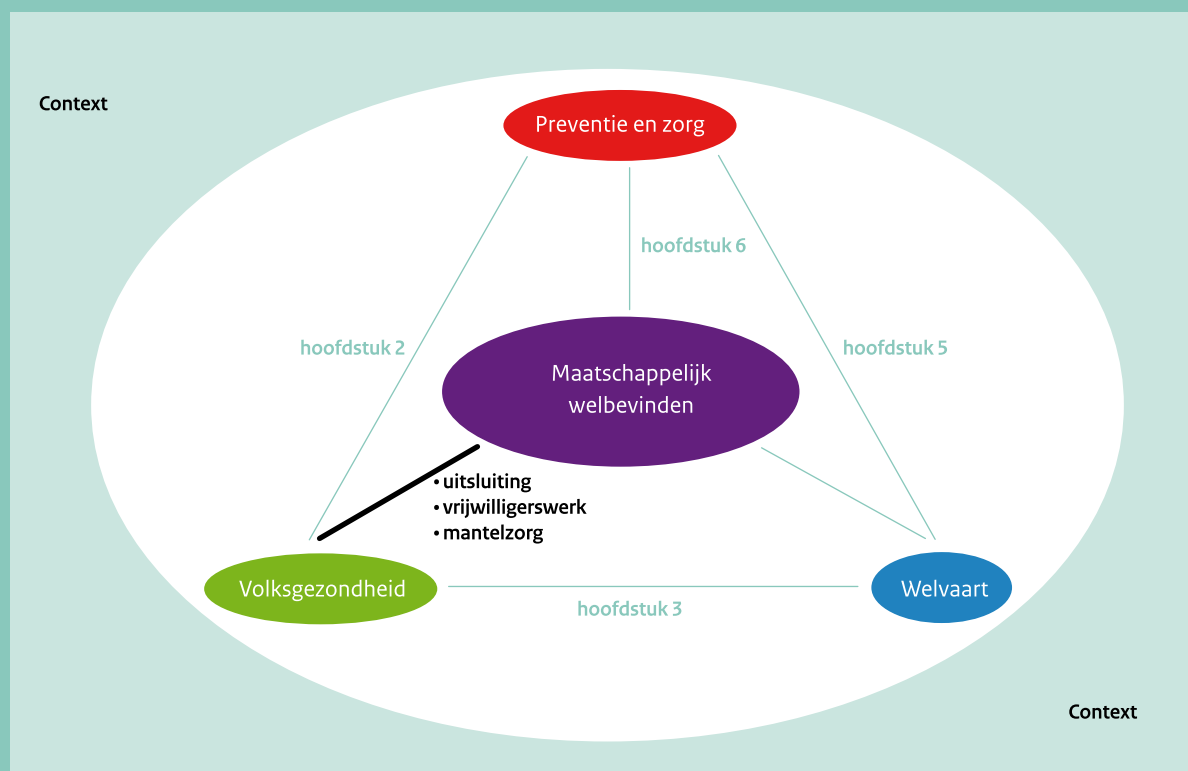 Context
Preventie en zorg
hoofdstuk 6
hoofdstuk 2
hoofdstuk 5
Maatschappelijk
welbevinden
• uitsluiting
• vrijwilligerswerk
• mantelzorg
Volksgezondheid
Welvaart
hoofdstuk 3
Context